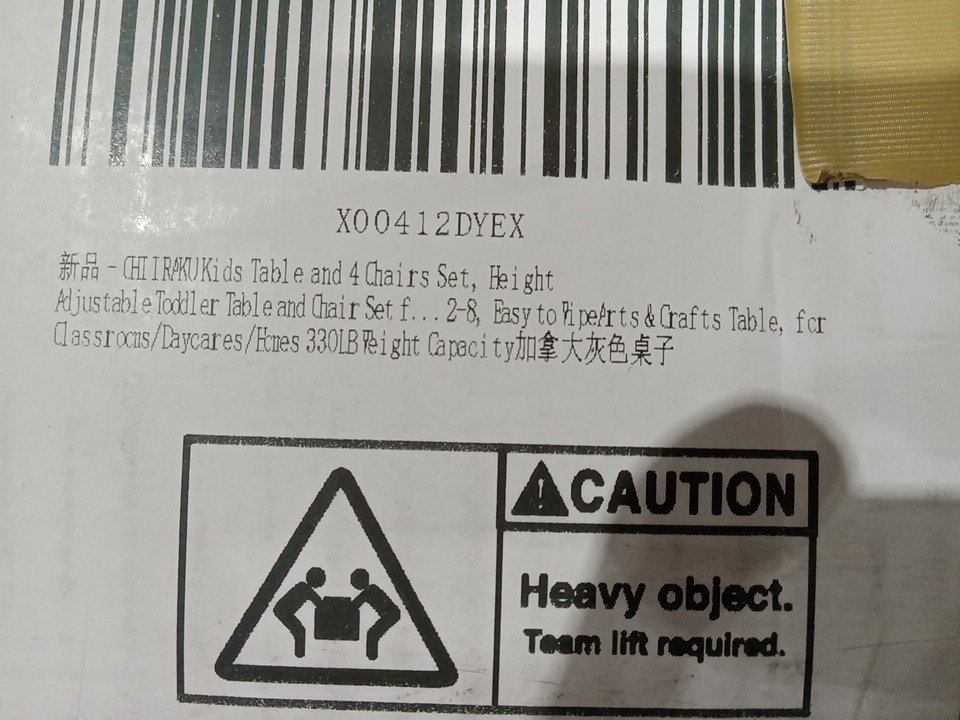 X00412DYEX
新品 - CHIIRAKU Kids Table and 4 Chairs Set, Height
Adjustable Toddler Table and Chair Set f... 2-8, Easy to Wipe Arts & Crafts Table, for
Classrooms/Daycares/Homes 330LB Weight Capacity加拿大灰色桌子
CAUTION
Heavy object.
Team lift required.